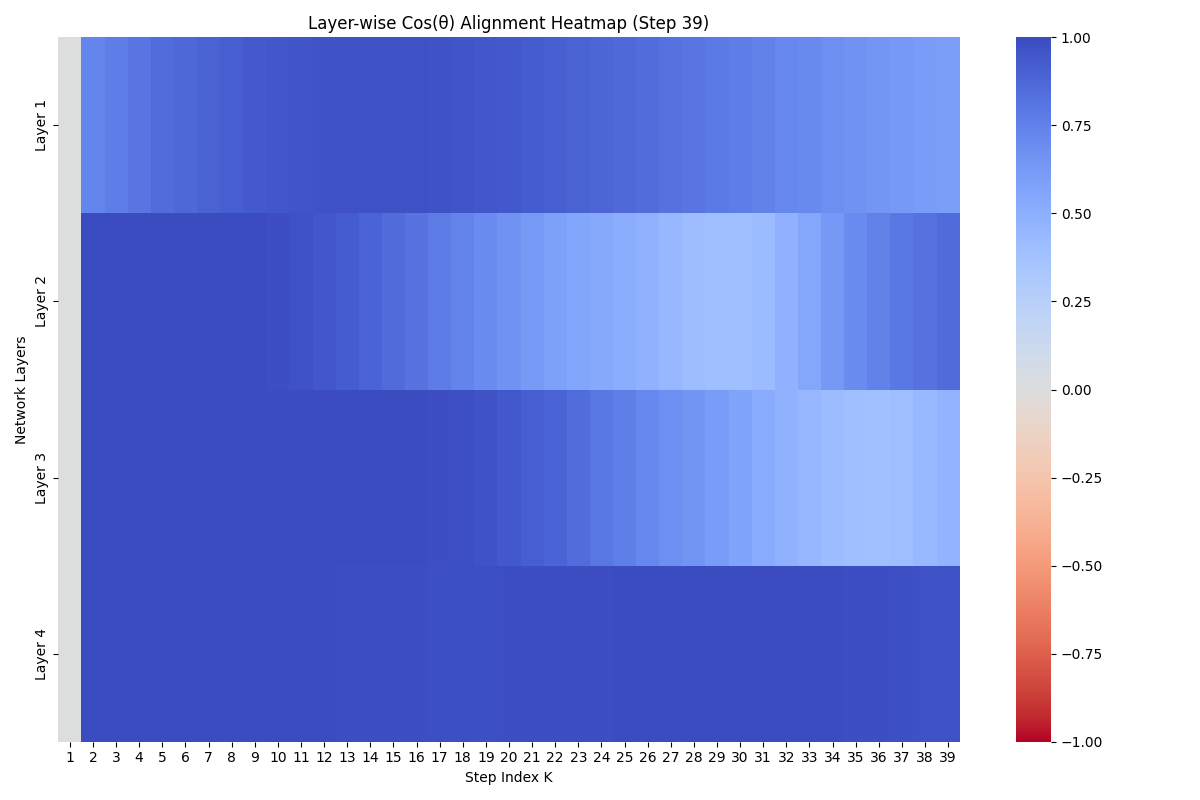 Layer-wise Cos(θ) Alignment Heatmap (Step 39)
Network Layers
Layer 1
Layer 2
Layer 3
Layer 4
1 2 3 4 5 6 7 8 9 10 11 12 13 14 15 16 17 18 19 20 21 22 23 24 25 26 27 28 29 30 31 32 33 34 35 36 37 38 39
Step Index K
1.00
0.75
0.50
0.25
0.00
−0.25
−0.50
−0.75
−1.00